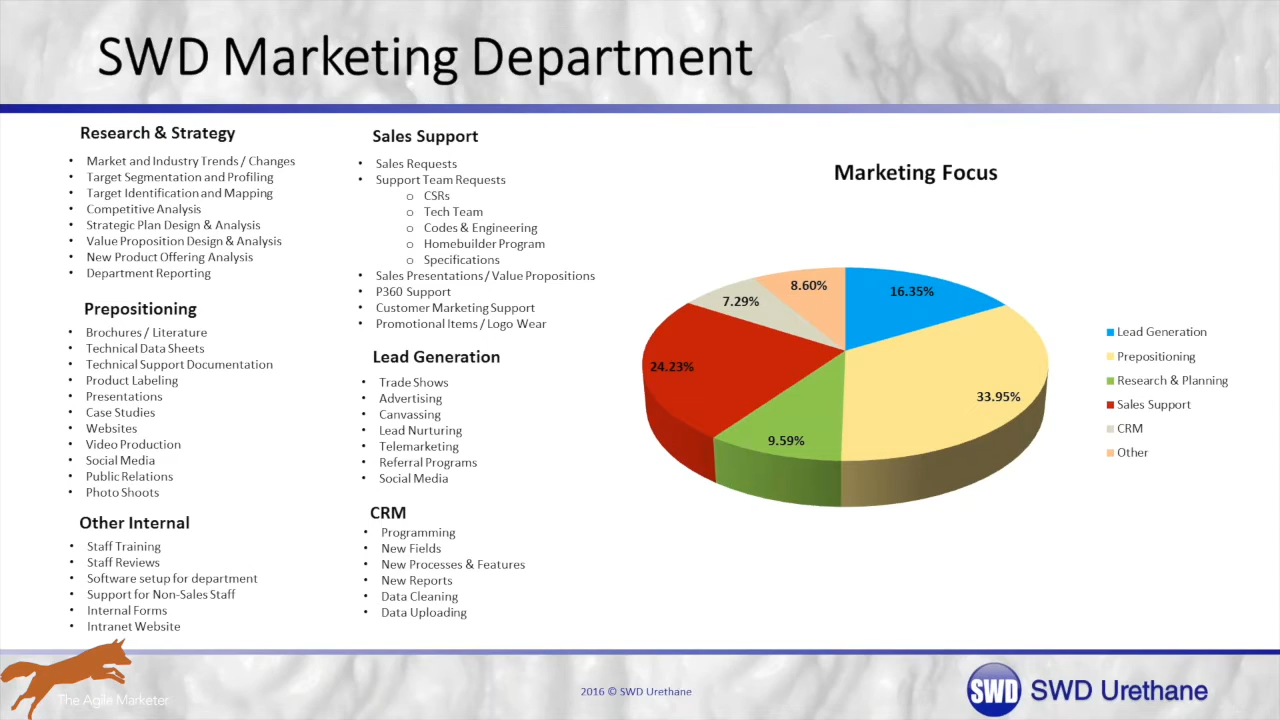 SWD Marketing Department
Research & Strategy
• Market and Industry Trends / Changes
• Target Segmentation and Profiling
• Target Identification and Mapping
• Competitive Analysis
• Strategic Plan Design & Analysis
• Value Proposition Design & Analysis
• New Product Offering Analysis
• Department Reporting
Prepositioning
• Brochures / Literature
• Technical Data Sheets
• Technical Support Documentation
• Product Labeling
• Presentations
• Case Studies
• Websites
• Video Production
• Social Media
• Public Relations
• Photo Shoots
Other Internal
• Staff Training
• Staff Reviews
• Software setup for department
• Support for Non-Sales Staff
• Internal Forms
• Intranet Website
Sales Support
• Sales Requests
• Support Team Requests
o CSRs
o Tech Team
o Codes & Engineering
o Homebuilder Program
o Specifications
• Sales Presentations / Value Propositions
• P360 Support
• Customer Marketing Support
• Promotional Items / Logo Wear
Lead Generation
• Trade Shows
• Advertising
• Canvassing
• Lead Nurturing
• Telemarketing
• Referral Programs
• Social Media
CRM
• Programming
• New Fields
• New Processes & Features
• New Reports
• Data Cleaning
• Data Uploading
Marketing Focus
8.60%
16.35%
7.29%
24.23%
33.95%
9.59%
Lead Generation
Prepositioning
Research & Planning
Sales Support
CRM
Other
The Agile Marketer
2016 © SWD Urethane
SWD SWD Urethane